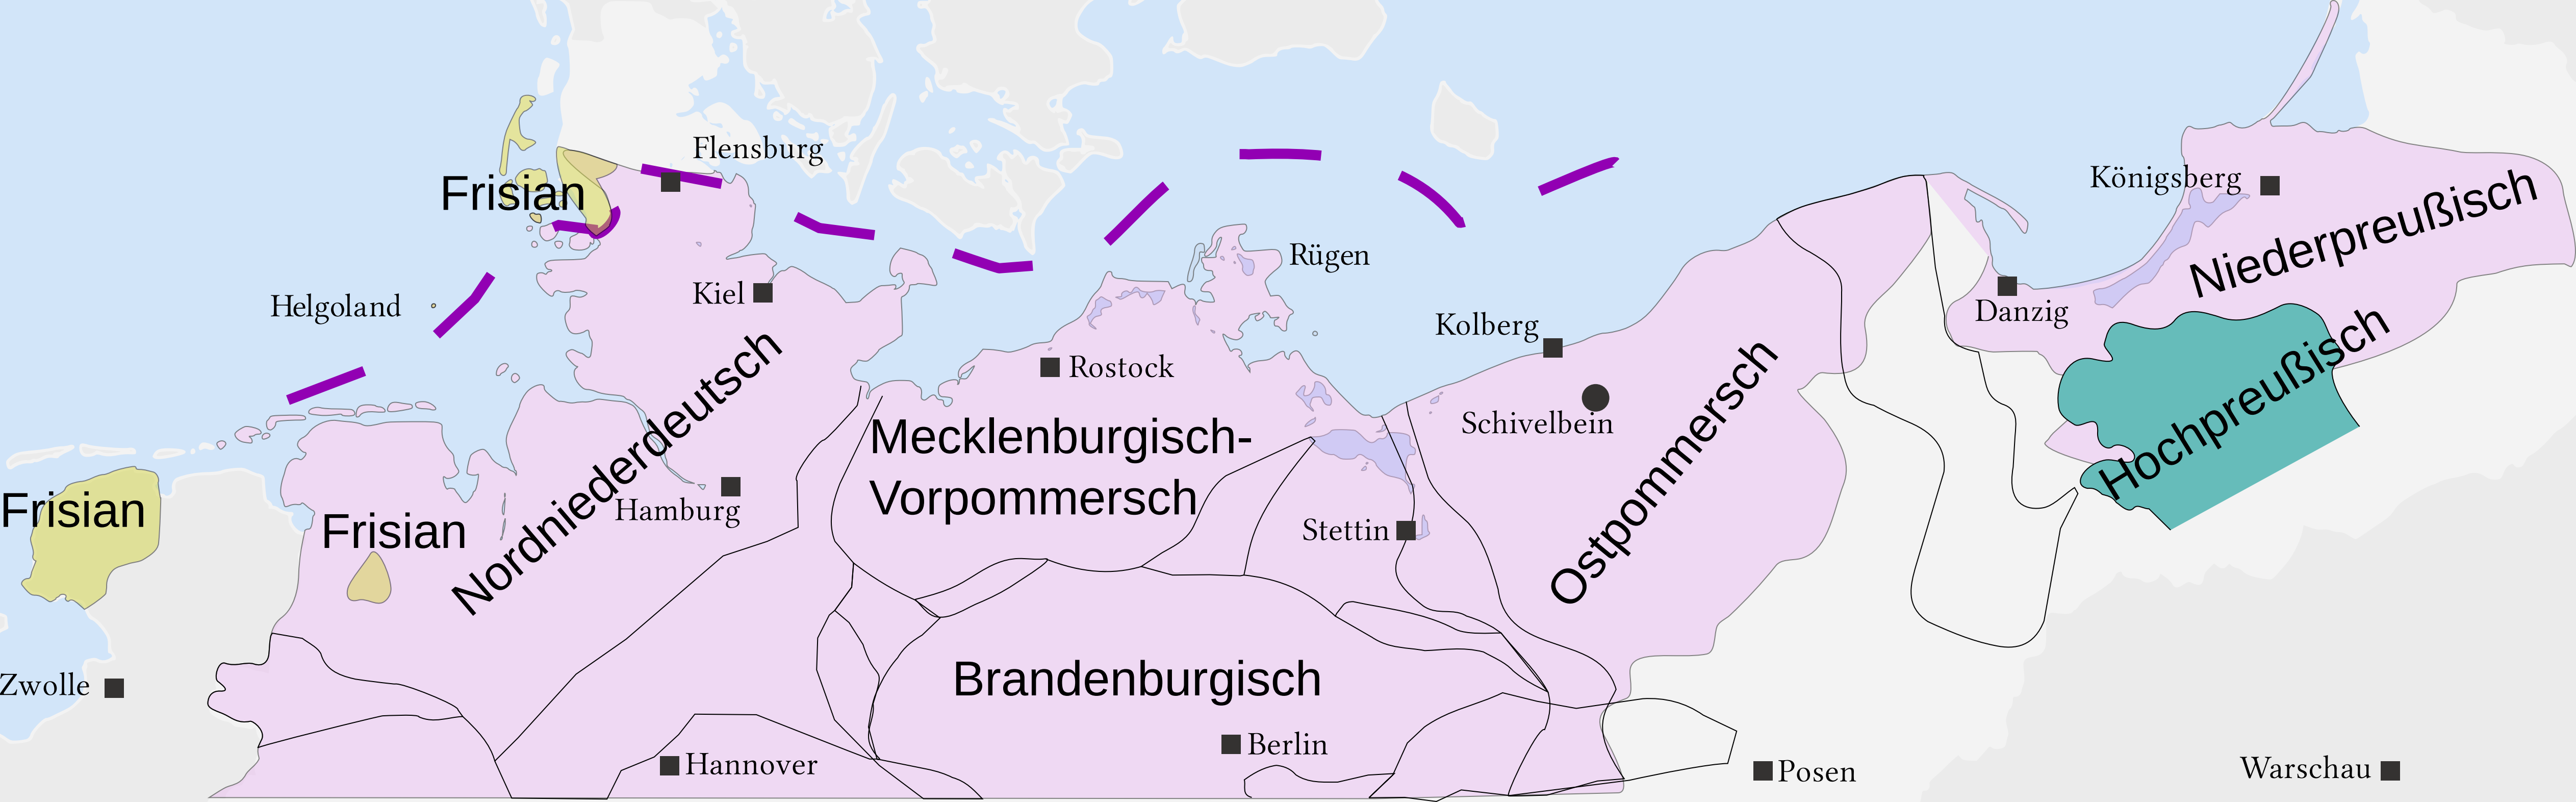 Flensburg
Frisian
Königsberg
Niederpreußisch
Helgoland
Kiel
Rügen
Danzig
Kolberg
Rostock
Schivelbein
Hochpreußisch
Nordniederdeutsch
Mecklenburgisch-
Vorpommersch
Ostpommersch
Frisian
Frisian
Hamburg
Stettin
Zwolle
Brandenburgisch
Hannover
Berlin
Posen
Warschau